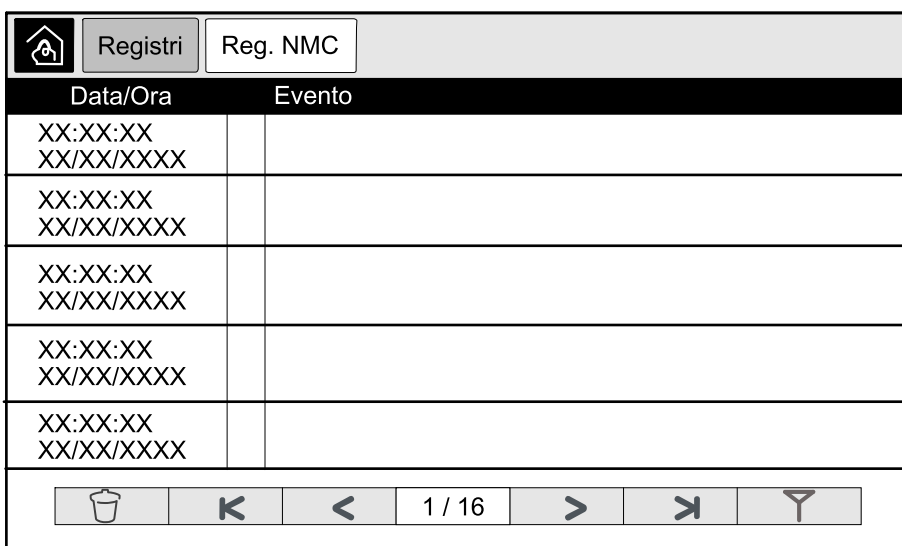 Registri
Reg. NMC
Data/Ora Evento
XX:XX:XX
XX/XX/XXXX
XX:XX:XX
XX/XX/XXXX
XX:XX:XX
XX/XX/XXXX
XX:XX:XX
XX/XX/XXXX
XX:XX:XX
XX/XX/XXXX
1 / 16